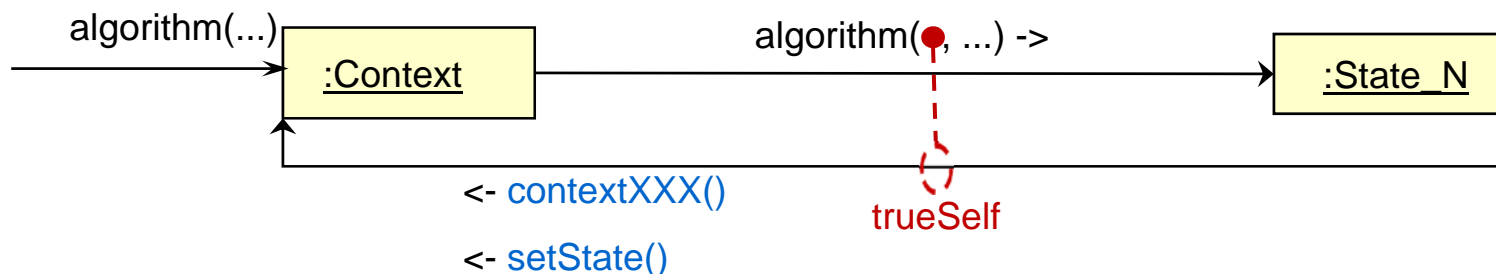 algorithm(...)
algorithm( , ...) ->
:Context
:State_N
<- contextXXX()
trueSelf
<- setState()